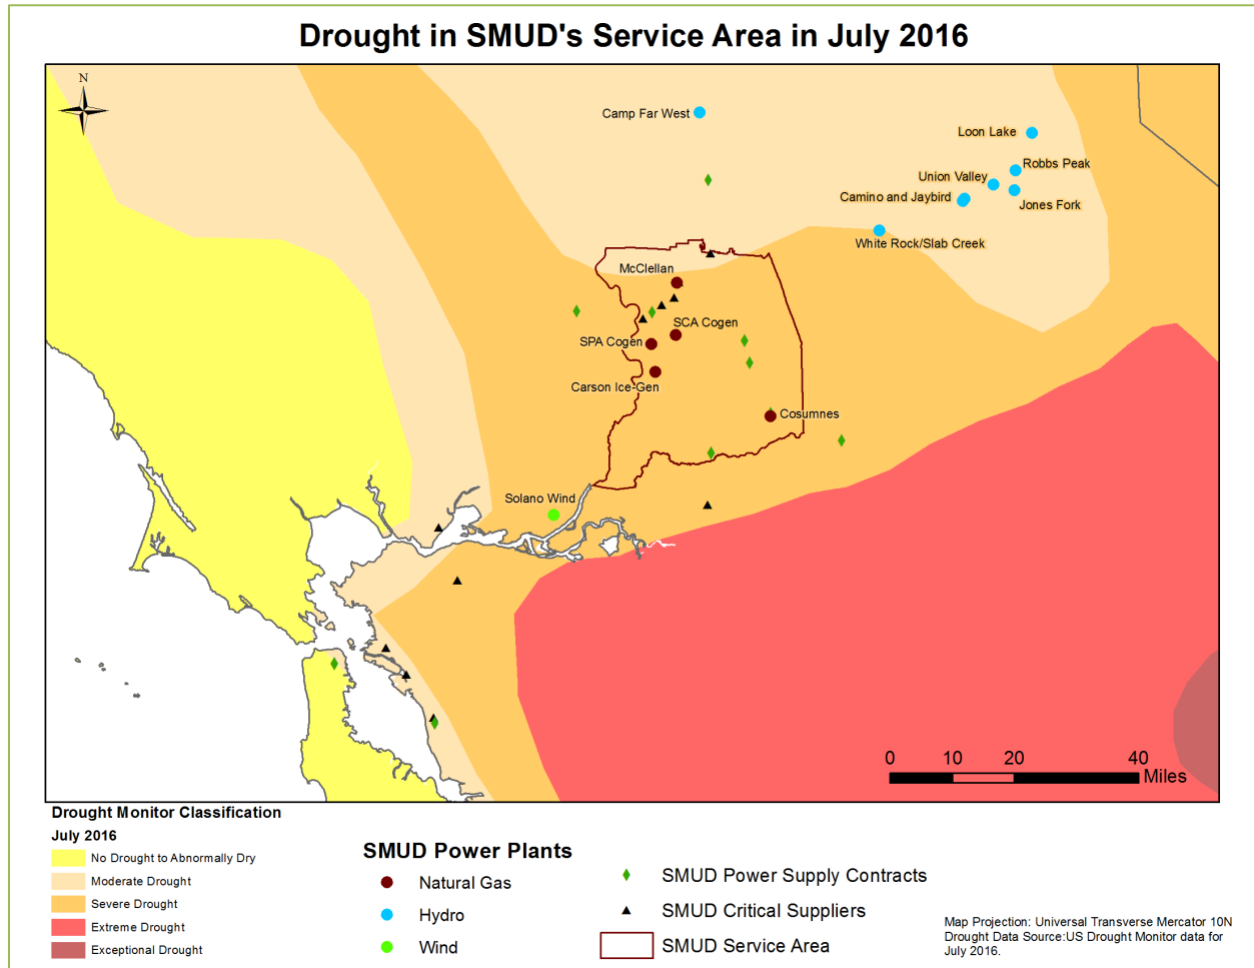 Drought in SMUD's Service Area in July 2016
N
Camp Far West
Loon Lake
Robbs Peak
Union Valley
Camino and Jaybird
Jones Fork
White Rock/Slab Creek
McClellan
SCA Cogen
SPA Cogen
Carson Ice-Gen
Cosumnes
Solano Wind
0 10 20 40
Miles
Drought Monitor Classification
July 2016
No Drought to Abnormally Dry
Moderate Drought
Severe Drought
Extreme Drought
Exceptional Drought
SMUD Power Plants
Natural Gas
Hydro
Wind
SMUD Power Supply Contracts
SMUD Critical Suppliers
SMUD Service Area
Map Projection: Universal Transverse Mercator 10N
Drought Data Source:US Drought Monitor data for
July 2016.